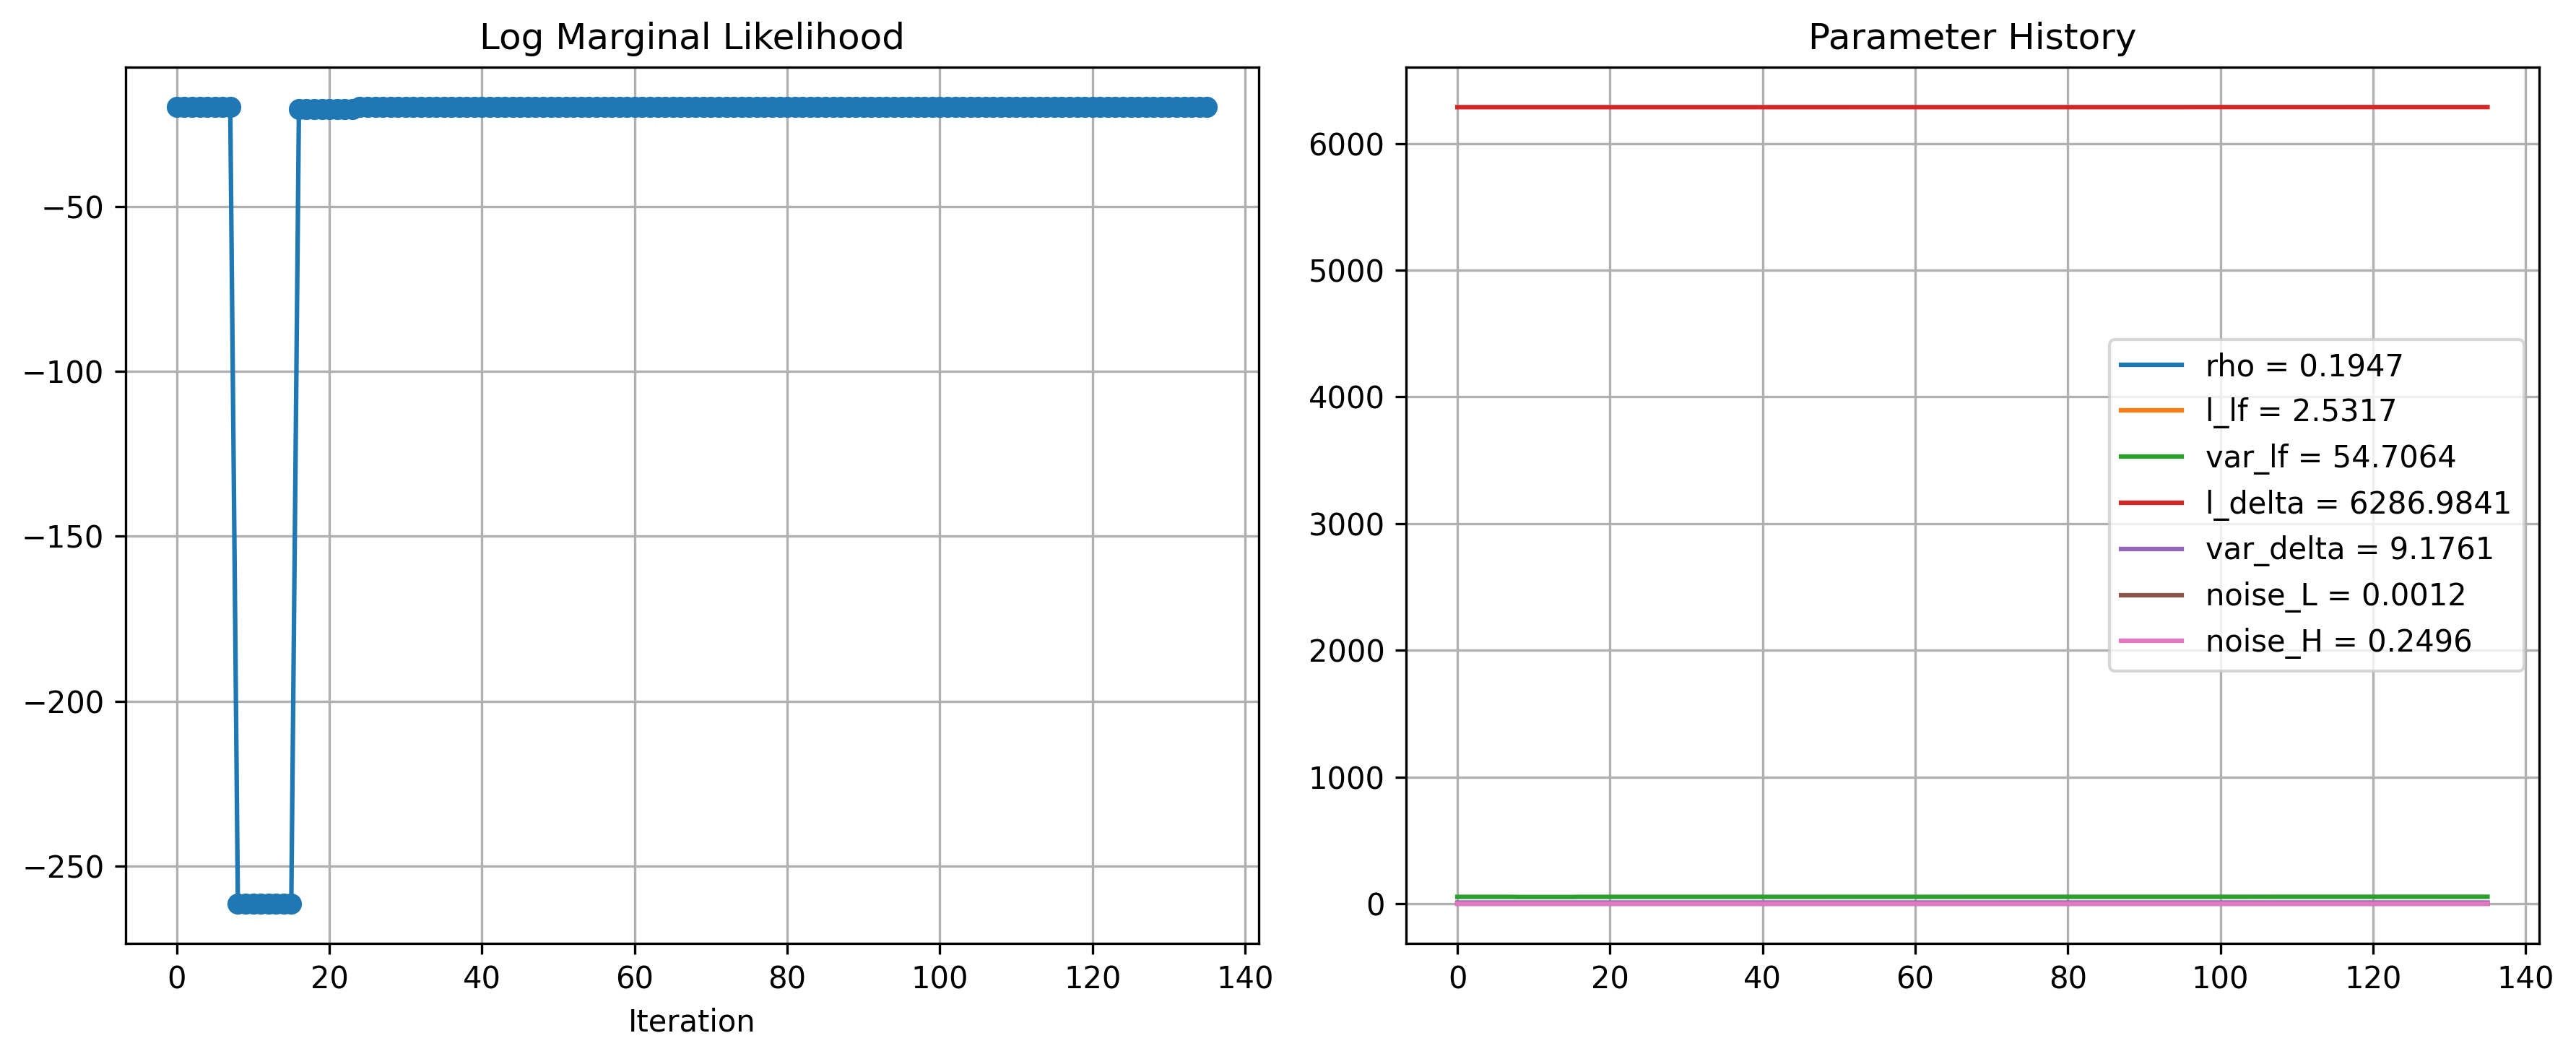 Log Marginal Likelihood
−50
−100
−150
−200
−250
0 20 40 60 80 100 120 140
Iteration
Parameter History
6000
5000
4000
3000
2000
1000
0
rho = 0.1947
l_lf = 2.5317
var_lf = 54.7064
l_delta = 6286.9841
var_delta = 9.1761
noise_L = 0.0012
noise_H = 0.2496
0 20 40 60 80 100 120 140